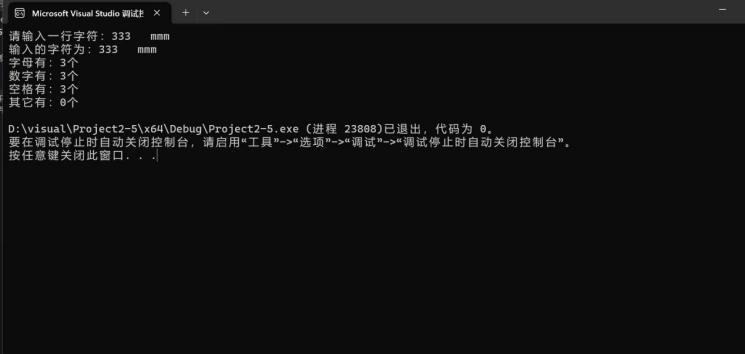 Microsoft Visual Studio 调试控
请输入一行字符：333   mmm
输入的字符为：333   mmm
字母有：3个
数字有：3个
空格有：3个
其它有：0个
D:\visual\Project2-5\x64\Debug\Project2-5.exe (进程 23808)已退出，代码为 0。
要在调试停止时自动关闭控制台，请启用“工具”->“选项”->“调试”->“调试停止时自动关闭控制台”。
按任意键关闭此窗口. . .